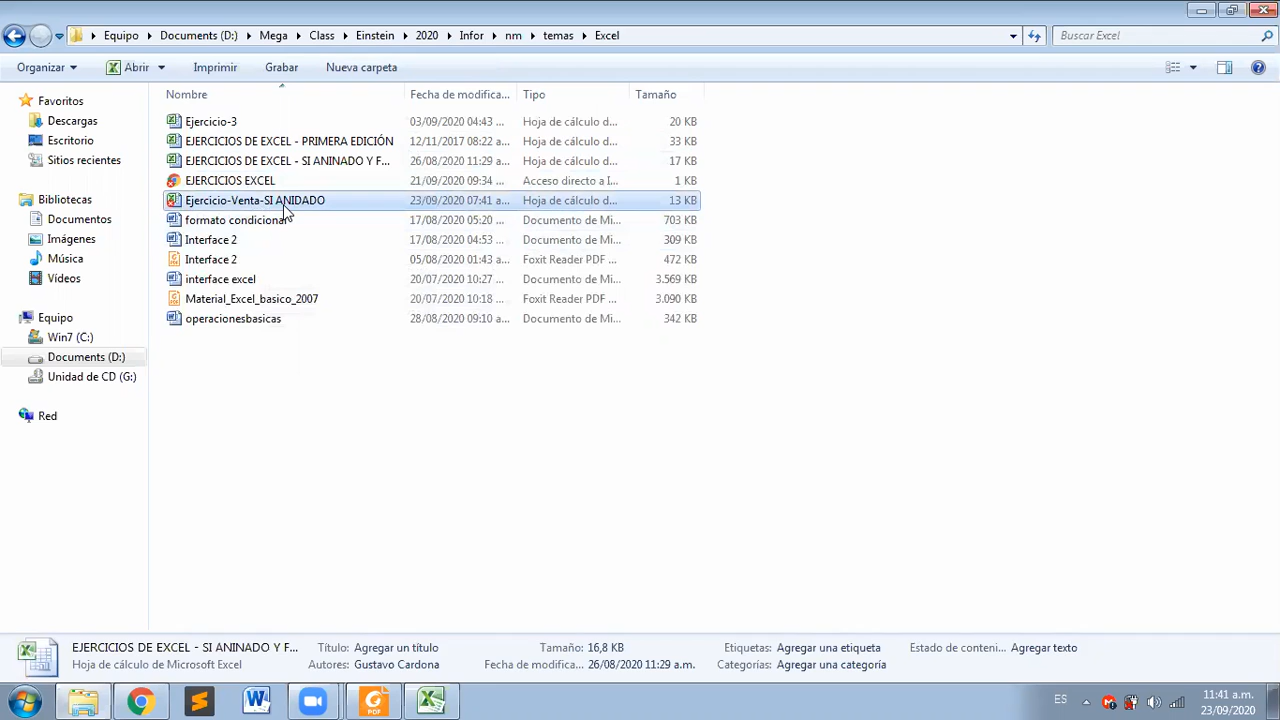 Equipo Documents (D:) Mega Class Einstein 2020 Infor nm temas Excel Buscar Excel
Organizar Abrir Imprimir Grabar Nueva carpeta
Favoritos
Descargas
Escritorio
Sitios recientes
Bibliotecas
Documentos
Imágenes
Música
Vídeos
Equipo
Win7 (C:)
Documents (D:)
Unidad de CD (G:)
Red
Nombre Fecha de modifica... Tipo Tamaño
Ejercicio-3 03/09/2020 04:43 ... Hoja de cálculo d... 20 KB
EJERCICIOS DE EXCEL - PRIMERA EDICIÓN 12/11/2017 08:22 a... Hoja de cálculo d... 33 KB
EJERCICIOS DE EXCEL - SI ANINADO Y F... 26/08/2020 11:29 a... Hoja de cálculo d... 17 KB
EJERCICIOS EXCEL 21/09/2020 09:34 ... Acceso directo a I... 1 KB
Ejercicio-Venta-SI ANIDADO 23/09/2020 07:41 a... Hoja de cálculo d... 13 KB
formato condicional 17/08/2020 05:20 ... Documento de Mi... 703 KB
Interface 2 17/08/2020 04:53 ... Documento de Mi... 309 KB
Interface 2 05/08/2020 01:43 a... Foxit Reader PDF ... 472 KB
interface excel 20/07/2020 10:27 ... Documento de Mi... 3.569 KB
Material_Excel_basico_2007 20/07/2020 10:18 ... Foxit Reader PDF ... 3.090 KB
operacionesbasicas 28/08/2020 09:10 a... Documento de Mi... 342 KB
EJERCICIOS DE EXCEL - SI ANINADO Y F... Título: Agregar un título Tamaño: 16,8 KB Etiquetas: Agregar una etiqueta Estado de conteni... Agregar texto
Hoja de cálculo de Microsoft Excel Autores: Gustavo Cardona Fecha de modifica... 26/08/2020 11:29 a.m. Categorías: Agregar una categoría
PDF
ES
11:41 a.m.
23/09/2020